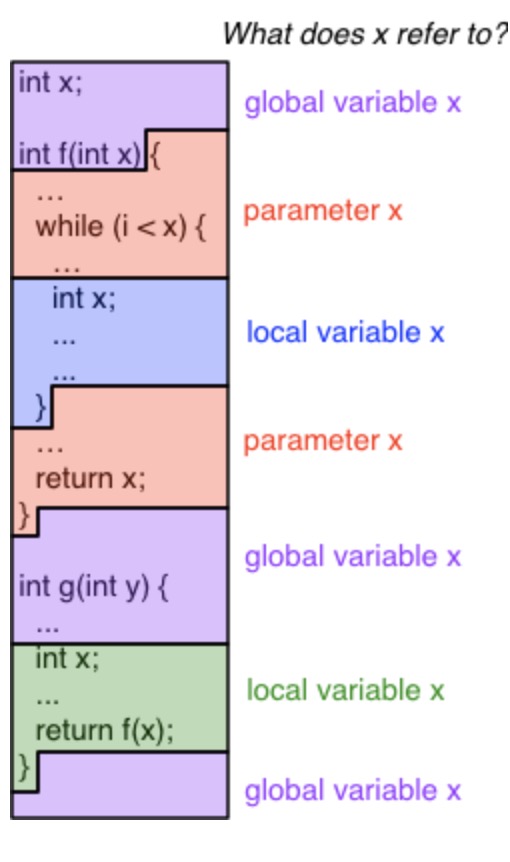 What does x refer to?
int x;
global variable x
int f(int x) {
...
while (i < x) {
parameter x
...
int x;
...
local variable x
...
}
...
parameter x
return x;
}
global variable x
int g(int y) {
...
int x;
...
local variable x
return f(x);
}
global variable x